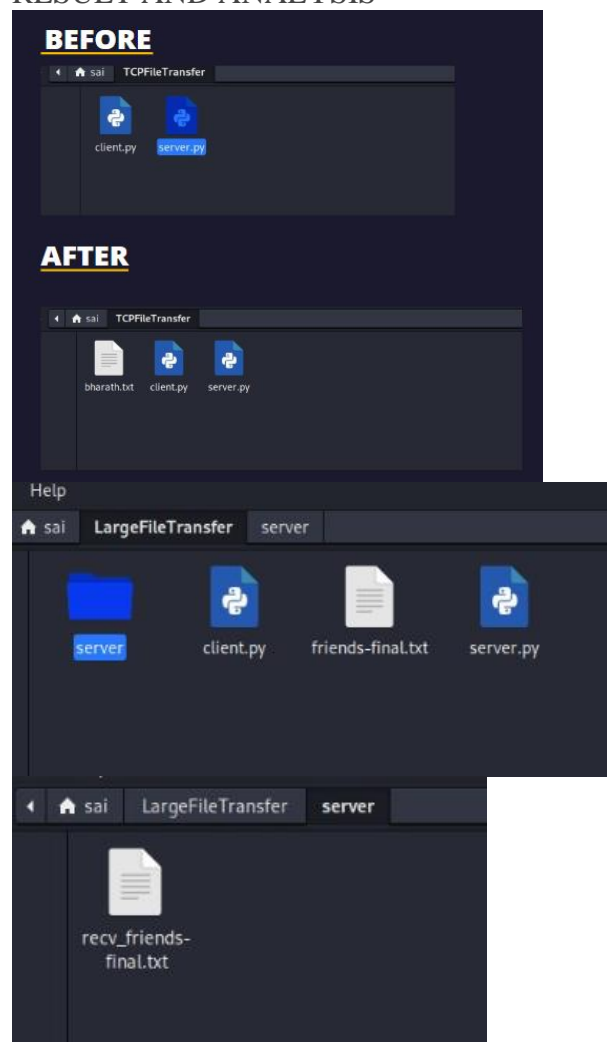 RESULT AND ANALYSIS
BEFORE
sai TCPFileTransfer
client.py server.py
AFTER
sai TCPFileTransfer
bharath.txt client.py server.py
Help
sai LargeFileTransfer server
server client.py friends-final.txt server.py
sai LargeFileTransfer server
recv_friends-
final.txt